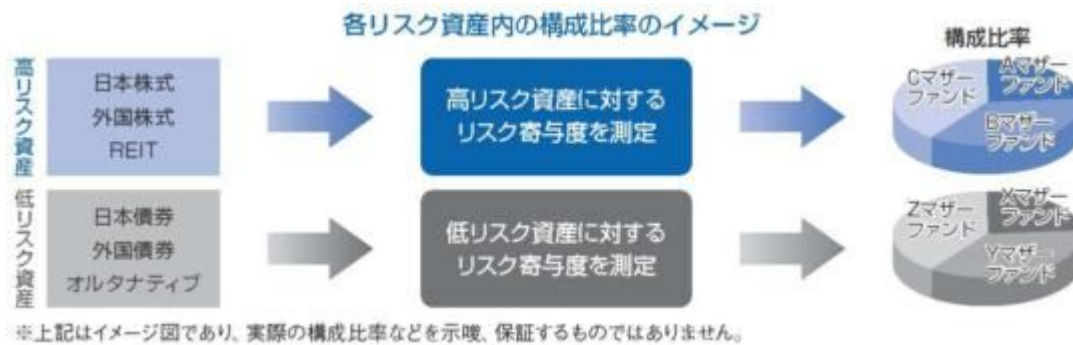 各リスク資産内の構成比率のイメージ
高リスク資産
日本株式
外国株式
REIT
高リスク資産に対する
リスク寄与度を測定
構成比率
Cマザー
ファンド
Aマザー
ファンド
Bマザー
ファンド
低リスク資産
日本債券
外国債券
オルタナティブ
低リスク資産に対する
リスク寄与度を測定
Zマザー
ファンド
Xマザー
ファンド
Yマザー
ファンド
※上記はイメージ図であり、実際の構成比率などを示唆、保証するものではありません。